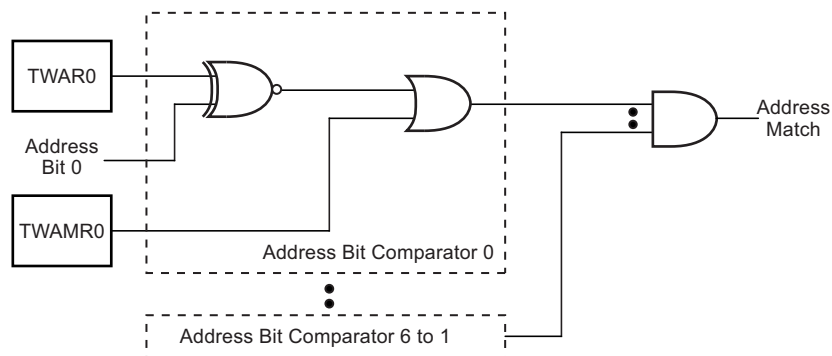 TWAR0
Address
Bit 0
TWAMR0
Address Bit Comparator 0
Address Bit Comparator 6 to 1
Address
Match